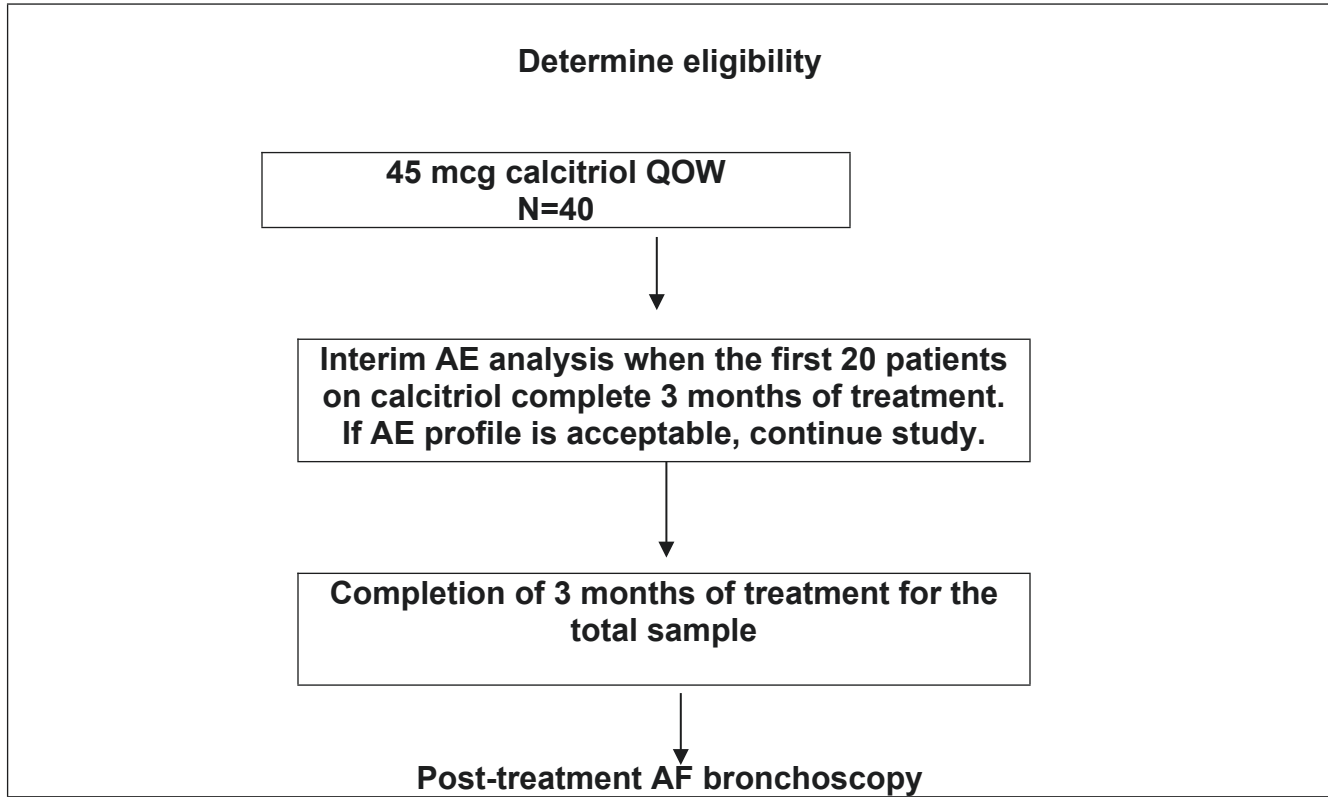 Determine eligibility
45 mcg calcitriol QOW
N=40
Interim AE analysis when the first 20 patients
on calcitriol complete 3 months of treatment.
If AE profile is acceptable, continue study.
Completion of 3 months of treatment for the
total sample
Post-treatment AF bronchoscopy